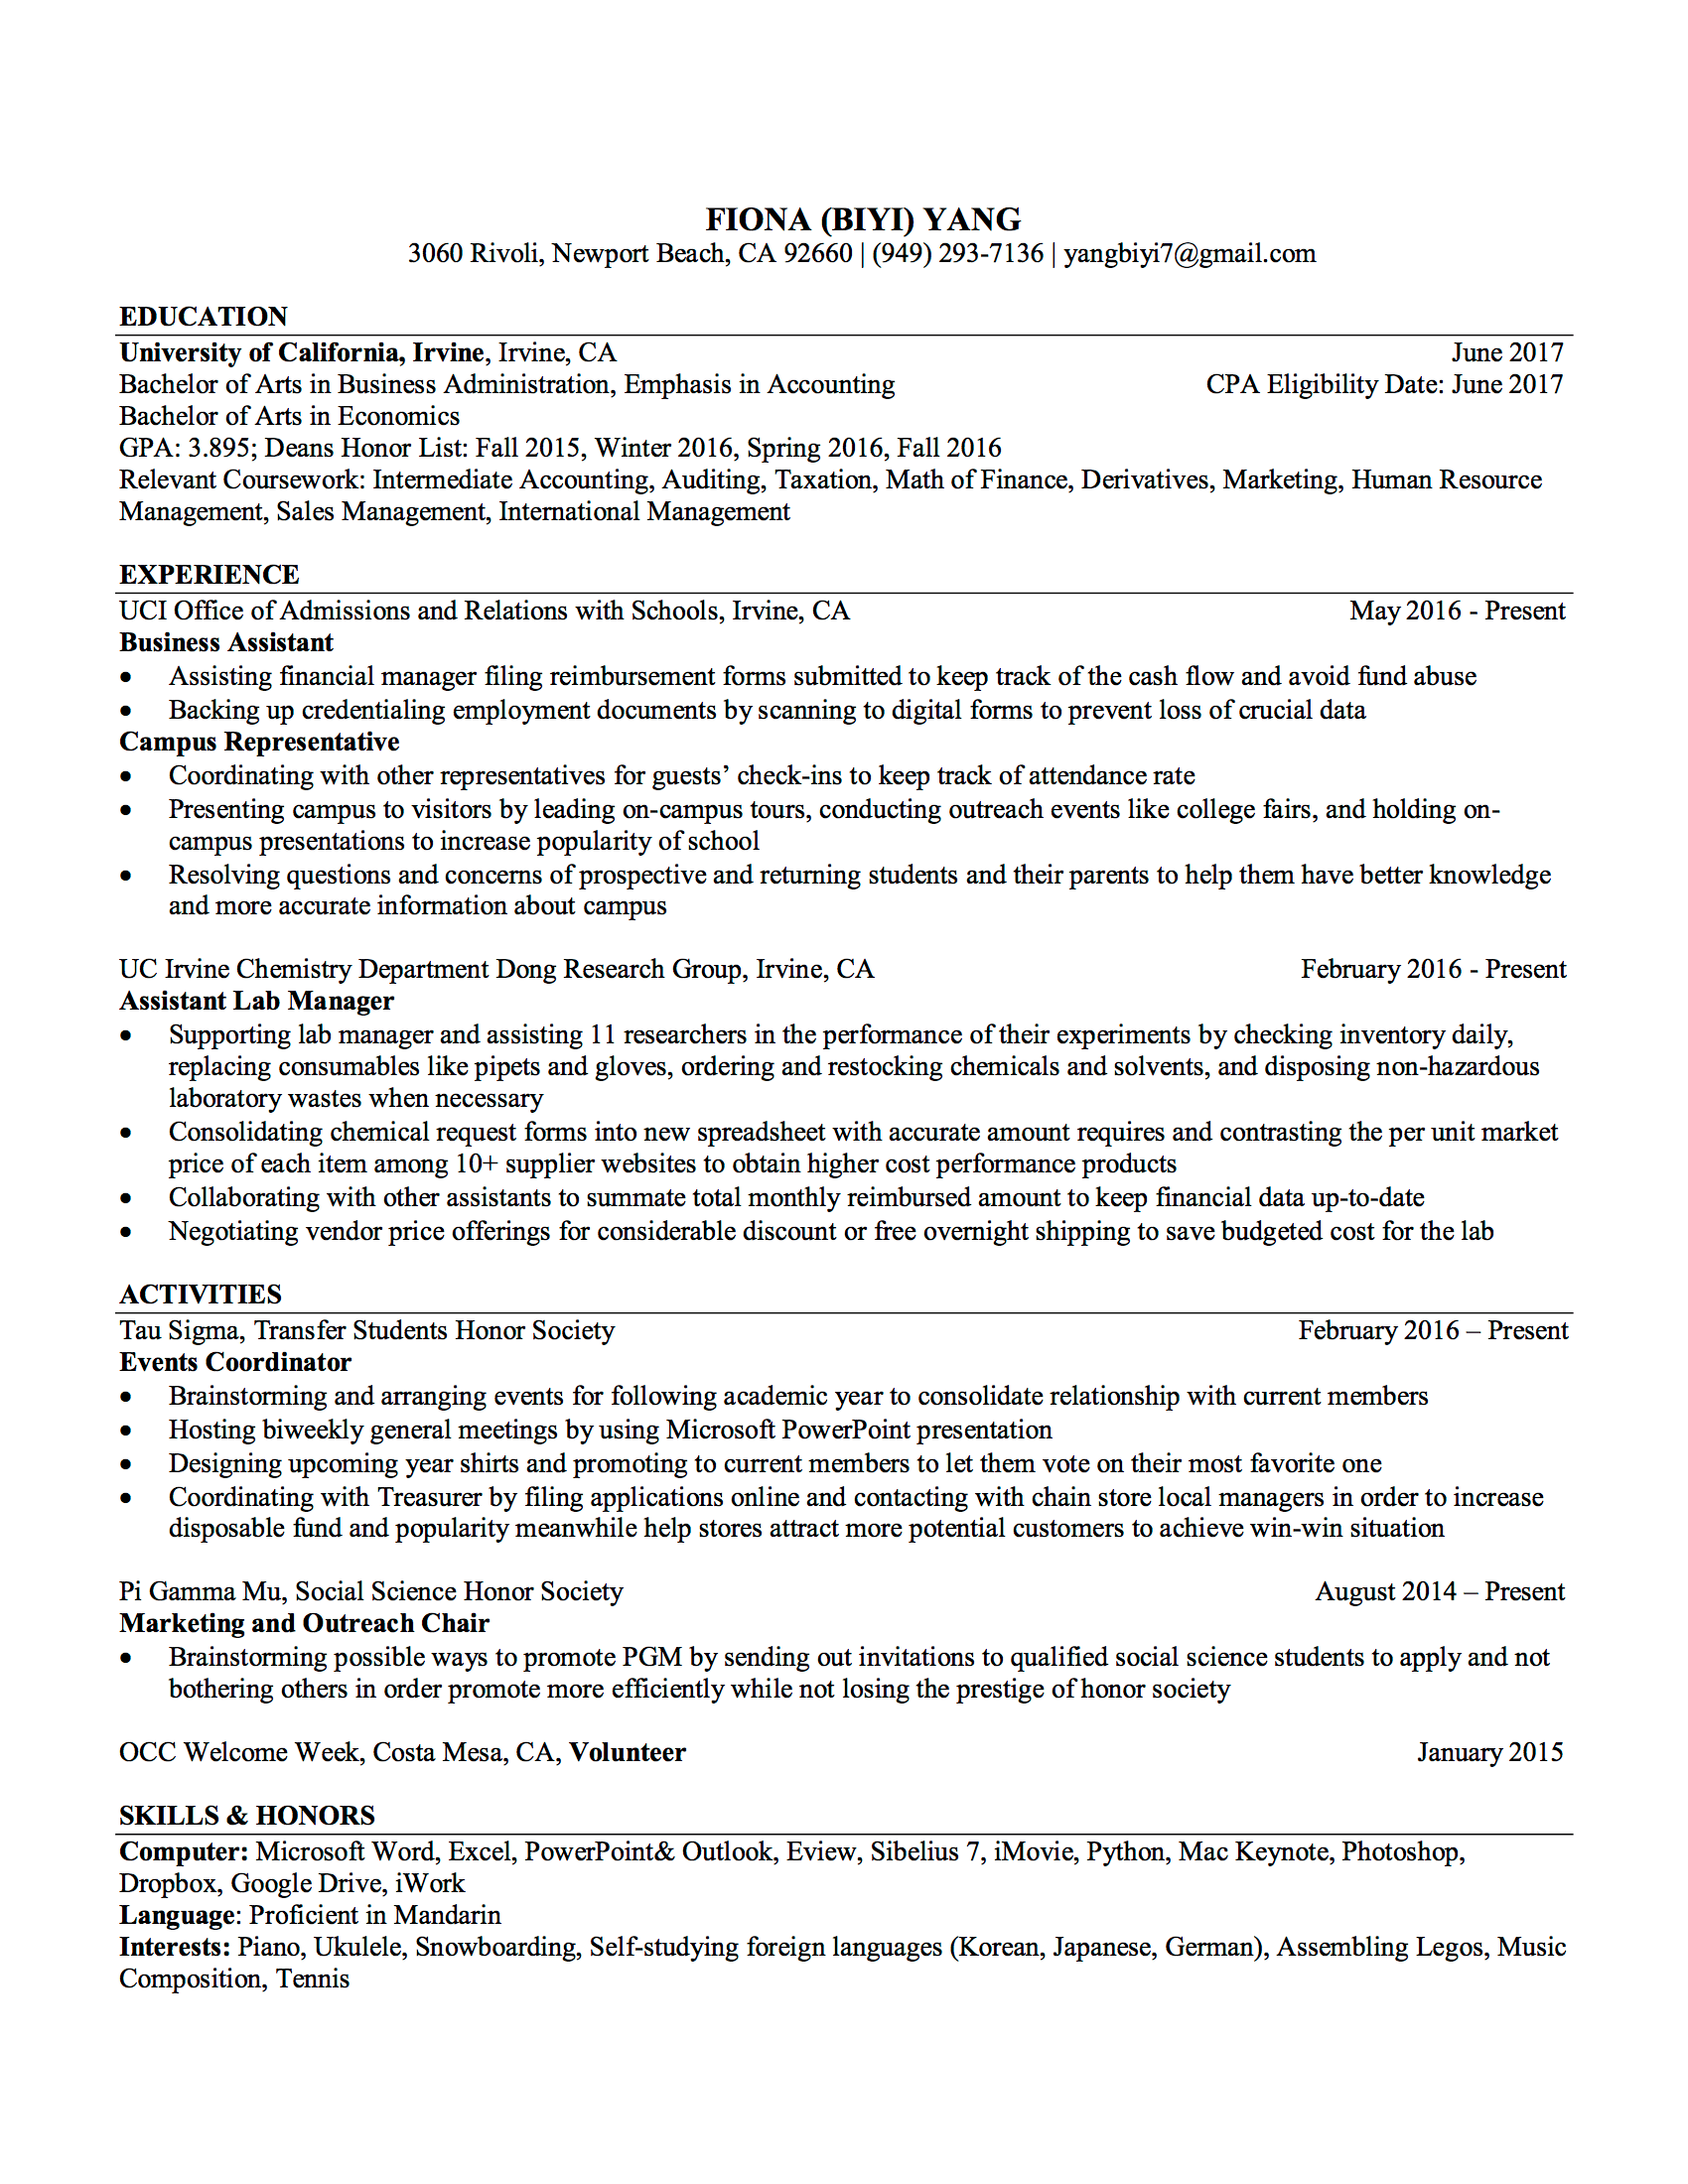 FIONA (BIYI) YANG
3060 Rivoli, Newport Beach, CA 92660 | (949) 293-7136 | yangbiyi7@gmail.com
EDUCATION
University of California, Irvine, Irvine, CA June 2017
Bachelor of Arts in Business Administration, Emphasis in Accounting CPA Eligibility Date: June 2017
Bachelor of Arts in Economics
GPA: 3.895; Deans Honor List: Fall 2015, Winter 2016, Spring 2016, Fall 2016
Relevant Coursework: Intermediate Accounting, Auditing, Taxation, Math of Finance, Derivatives, Marketing, Human Resource
Management, Sales Management, International Management
EXPERIENCE
UCI Office of Admissions and Relations with Schools, Irvine, CA May 2016 - Present
Business Assistant
• Assisting financial manager filing reimbursement forms submitted to keep track of the cash flow and avoid fund abuse
• Backing up credentialing employment documents by scanning to digital forms to prevent loss of crucial data
Campus Representative
• Coordinating with other representatives for guests’ check-ins to keep track of attendance rate
• Presenting campus to visitors by leading on-campus tours, conducting outreach events like college fairs, and holding on-
campus presentations to increase popularity of school
• Resolving questions and concerns of prospective and returning students and their parents to help them have better knowledge
and more accurate information about campus
UC Irvine Chemistry Department Dong Research Group, Irvine, CA February 2016 - Present
Assistant Lab Manager
• Supporting lab manager and assisting 11 researchers in the performance of their experiments by checking inventory daily,
replacing consumables like pipets and gloves, ordering and restocking chemicals and solvents, and disposing non-hazardous
laboratory wastes when necessary
• Consolidating chemical request forms into new spreadsheet with accurate amount requires and contrasting the per unit market
price of each item among 10+ supplier websites to obtain higher cost performance products
• Collaborating with other assistants to summate total monthly reimbursed amount to keep financial data up-to-date
• Negotiating vendor price offerings for considerable discount or free overnight shipping to save budgeted cost for the lab
ACTIVITIES
Tau Sigma, Transfer Students Honor Society February 2016 – Present
Events Coordinator
• Brainstorming and arranging events for following academic year to consolidate relationship with current members
• Hosting biweekly general meetings by using Microsoft PowerPoint presentation
• Designing upcoming year shirts and promoting to current members to let them vote on their most favorite one
• Coordinating with Treasurer by filing applications online and contacting with chain store local managers in order to increase
disposable fund and popularity meanwhile help stores attract more potential customers to achieve win-win situation
Pi Gamma Mu, Social Science Honor Society August 2014 – Present
Marketing and Outreach Chair
• Brainstorming possible ways to promote PGM by sending out invitations to qualified social science students to apply and not
bothering others in order promote more efficiently while not losing the prestige of honor society
OCC Welcome Week, Costa Mesa, CA, Volunteer January 2015
SKILLS & HONORS
Computer: Microsoft Word, Excel, PowerPoint& Outlook, Eview, Sibelius 7, iMovie, Python, Mac Keynote, Photoshop,
Dropbox, Google Drive, iWork
Language: Proficient in Mandarin
Interests: Piano, Ukulele, Snowboarding, Self-studying foreign languages (Korean, Japanese, German), Assembling Legos, Music
Composition, Tennis